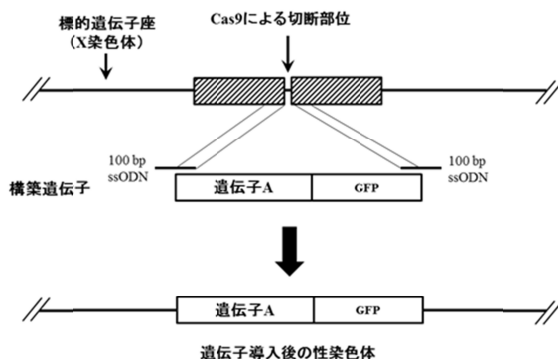 標的遺伝子座
(X染色体)
Cas9による切断部位
100 bp
ssODN
100 bp
ssODN
構築遺伝子
遺伝子A
GFP
遺伝子A
GFP
遺伝子導入後の性染色体